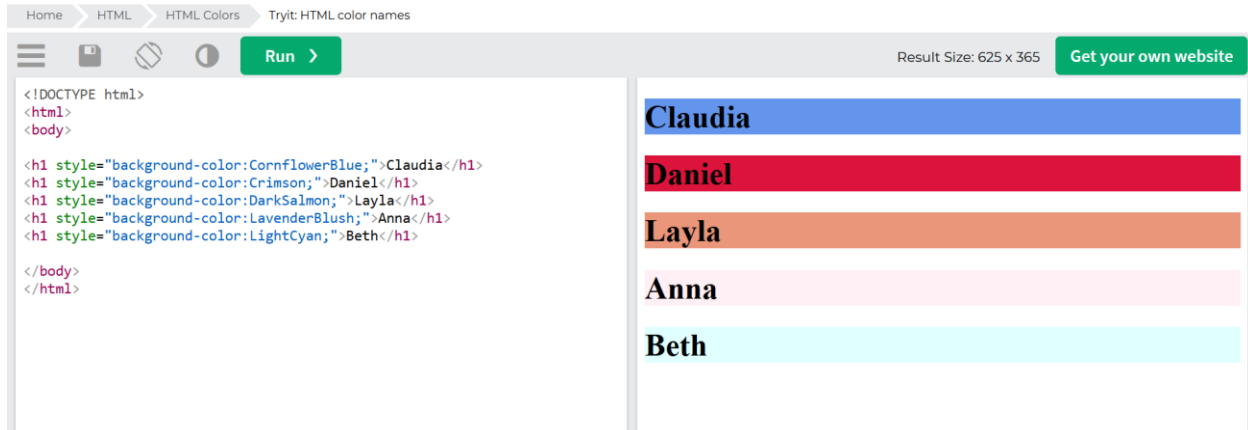 Home HTML HTML Colors Tryit: HTML color names
Run ❯ Result Size: 625 x 365 Get your own website
<!DOCTYPE html>
<html>
<body>
<h1 style="background-color:CornflowerBlue;">Claudia</h1>
<h1 style="background-color:Crimson;">Daniel</h1>
<h1 style="background-color:DarkSalmon;">Layla</h1>
<h1 style="background-color:LavenderBlush;">Anna</h1>
<h1 style="background-color:LightCyan;">Beth</h1>
</body>
</html>
Claudia
Daniel
Layla
Anna
Beth